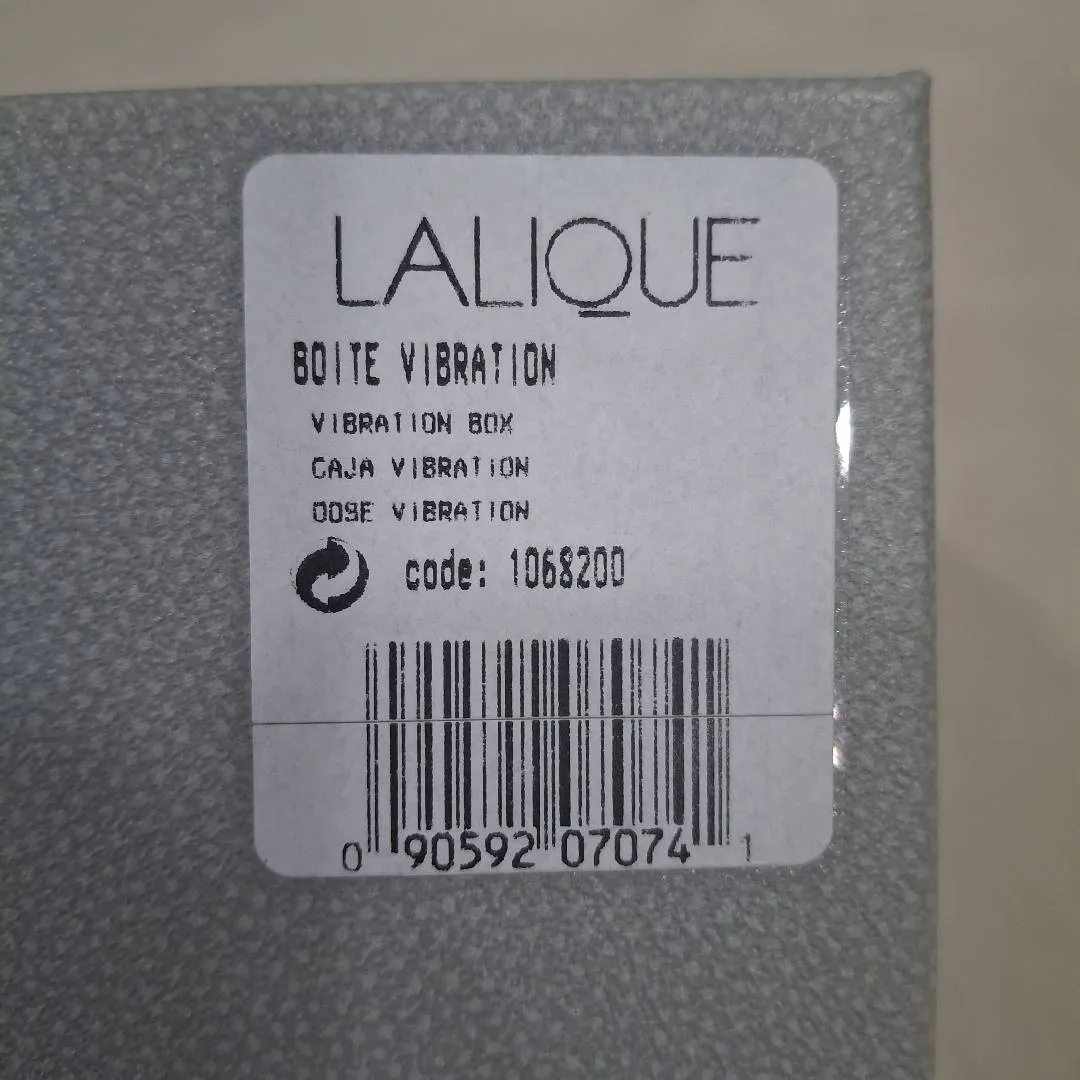 LALIQUE
BOITE VIBRATION
VIBRATION BOX
CAJA VIBRATION
DOSE VIBRATION
code: 1068200
0 90592 07074 1